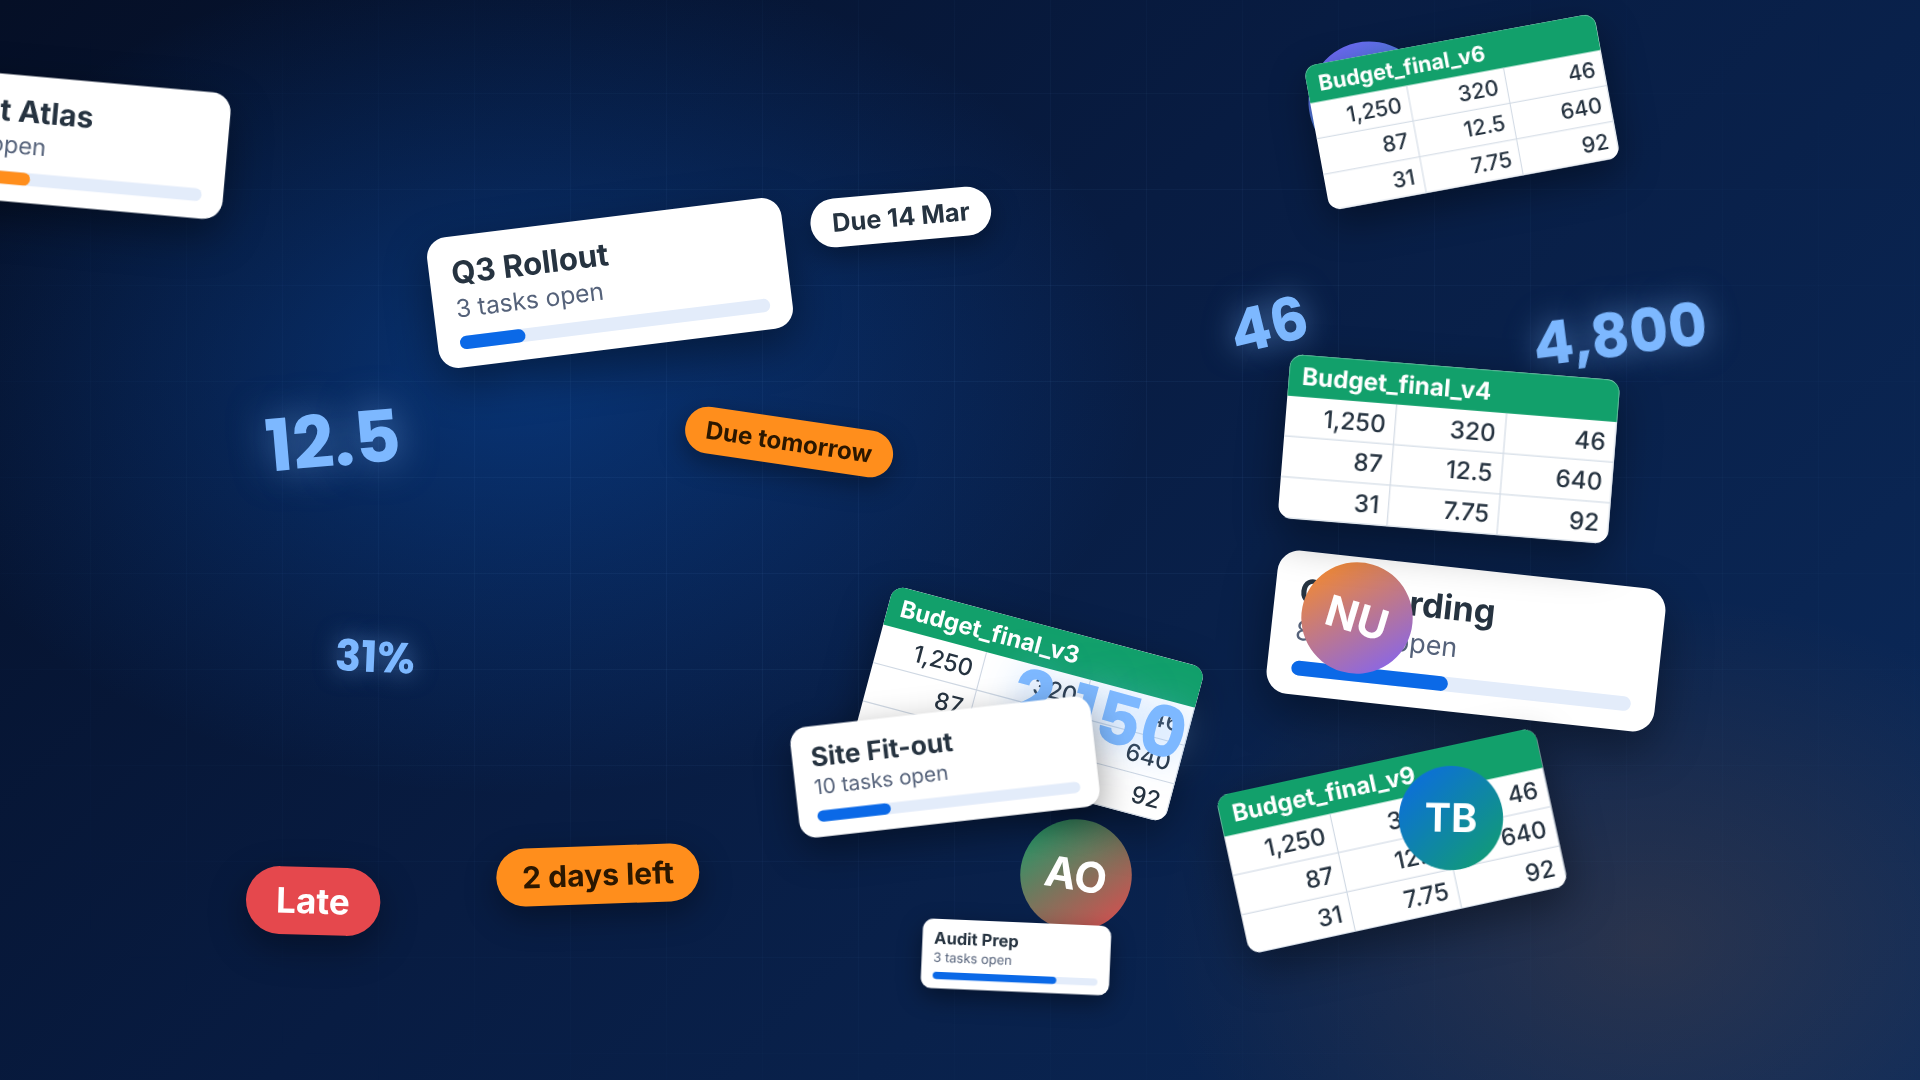 t Atlas
open
Q3 Rollout
3 tasks open
Due 14 Mar
Budget_final_v6
1,250 320 46
87 12.5 640
31 7.75 92
46
4,800
Budget_final_v4
1,250 320 46
87 12.5 640
31 7.75 92
12.5
Due tomorrow
31%
Budget_final_v3
1,250
87
640
92
150
Site Fit-out
10 tasks open
NU
rding
open
Budget_final_v9
1,250 46
87 640
31 7.75 92
TB
Late
2 days left
AO
Audit Prep
3 tasks open